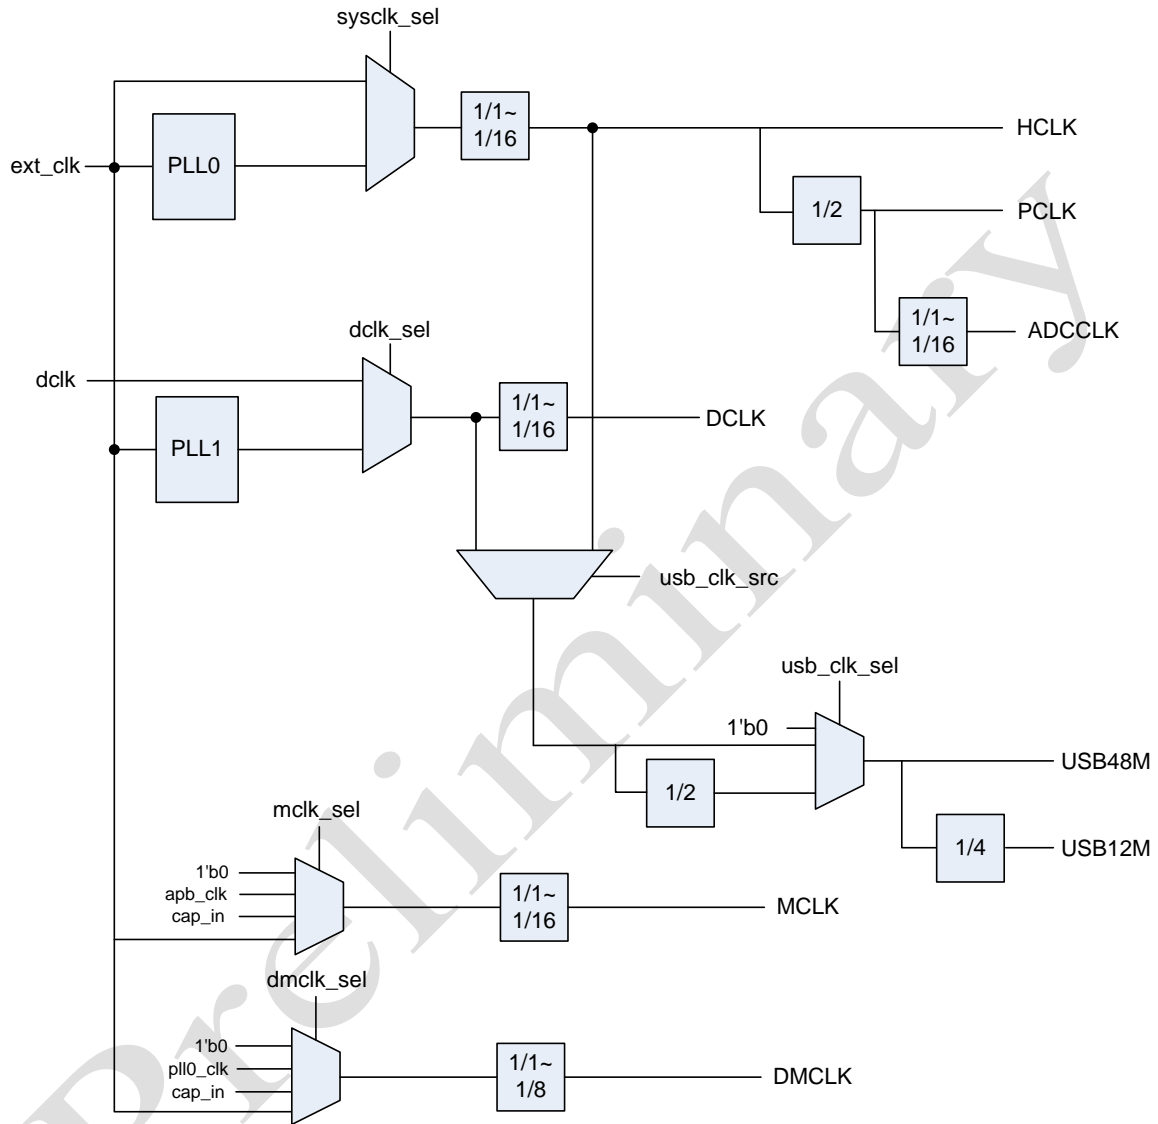 sysclk_sel
1/1~
1/16
HCLK
ext_clk
PLL0
1/2
PCLK
1/1~
1/16
ADCCLK
dclk_sel
dclk
1/1~
1/16
DCLK
PLL1
usb_clk_src
usb_clk_sel
1'b0
USB48M
1/2
mclk_sel
1/4
USB12M
1'b0
apb_clk
cap_in
1/1~
1/16
MCLK
dmclk_sel
1'b0
pll0_clk
cap_in
1/1~
1/8
DMCLK
Preliminary